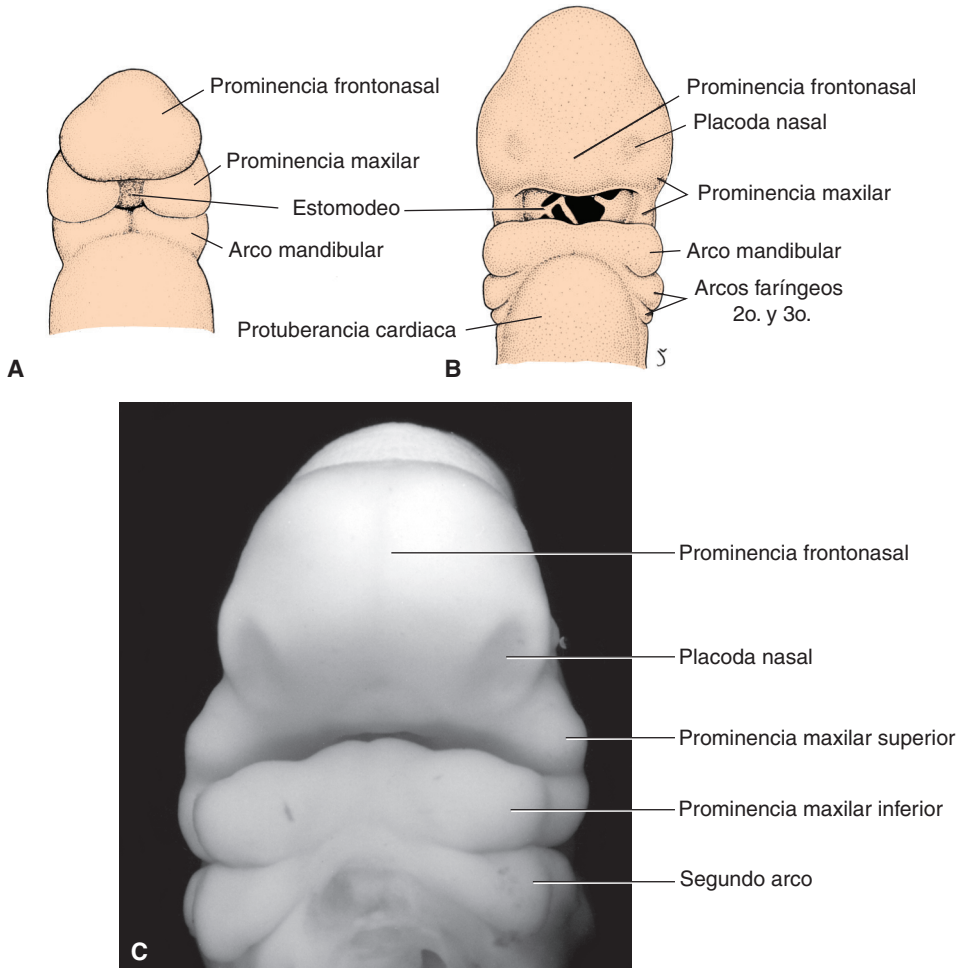 Prominencia frontonasal
Prominencia maxilar
Estomodeo
Arco mandibular
Protuberancia cardiaca
A
Prominencia frontonasal
Placoda nasal
Prominencia maxilar
Arco mandibular
Arcos faríngeos
2o. y 3o.
B
Prominencia frontonasal
Placoda nasal
Prominencia maxilar superior
Prominencia maxilar inferior
Segundo arco
C